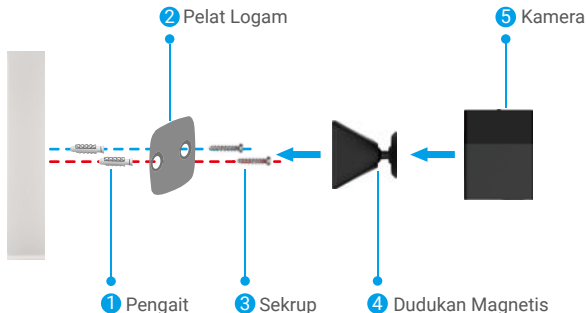 2 Pelat Logam
5 Kamera
1 Pengait
3 Sekrup
4 Dudukan Magnetis